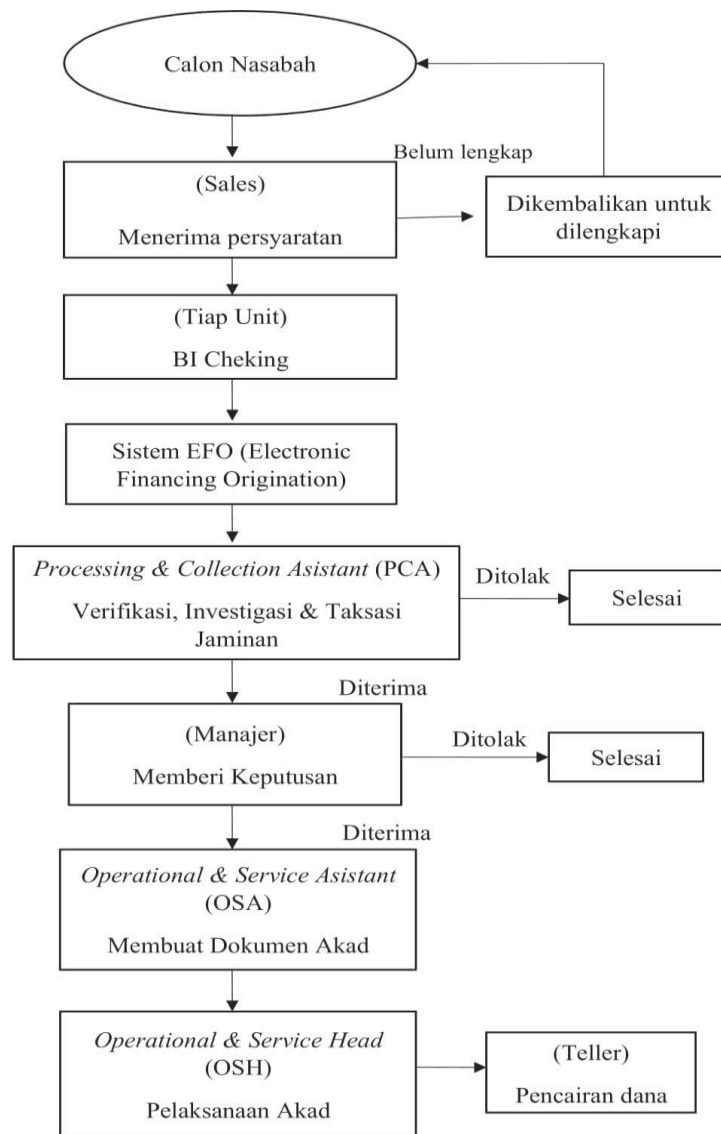 Calon Nasabah
Belum lengkap
(Sales)
Menerima persyaratan
Dikembalikan untuk
dilengkapi
(Tiap Unit)
BI Cheking
Sistem EFO (Electronic
Financing Origination)
Processing & Collection Asistant (PCA)
Verifikasi, Investigasi & Taksasi
Jaminan
Ditolak
Selesai
Diterima
(Manajer)
Memberi Keputusan
Ditolak
Selesai
Diterima
Operational & Service Asistant
(OSA)
Membuat Dokumen Akad
Operational & Service Head
(OSH)
Pelaksanaan Akad
(Teller)
Pencairan dana